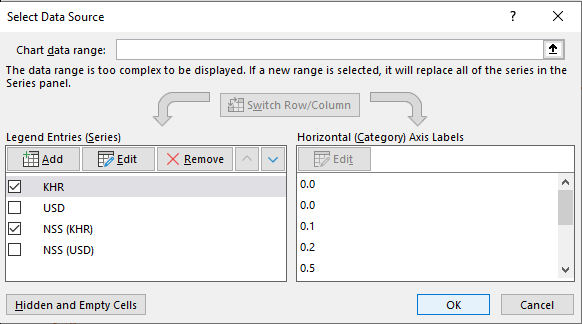 Select Data Source
?
Chart data range:
The data range is too complex to be displayed. If a new range is selected, it will replace all of the series in the
Series panel.
Switch Row/Column
Legend Entries (Series)
Horizontal (Category) Axis Labels
Add Edit Remove
Edit
KHR
USD
NSS (KHR)
NSS (USD)
0.0
0.0
0.1
0.2
0.5
Hidden and Empty Cells
OK
Cancel